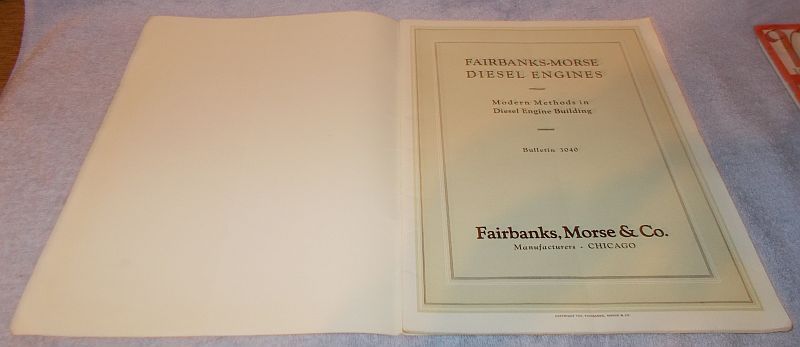 FAIRBANKS-MORSE
DIESEL ENGINES
Modern Methods in
Diesel Engine Building
Bulletin 3040
Fairbanks, Morse & Co.
Manufacturers - CHICAGO